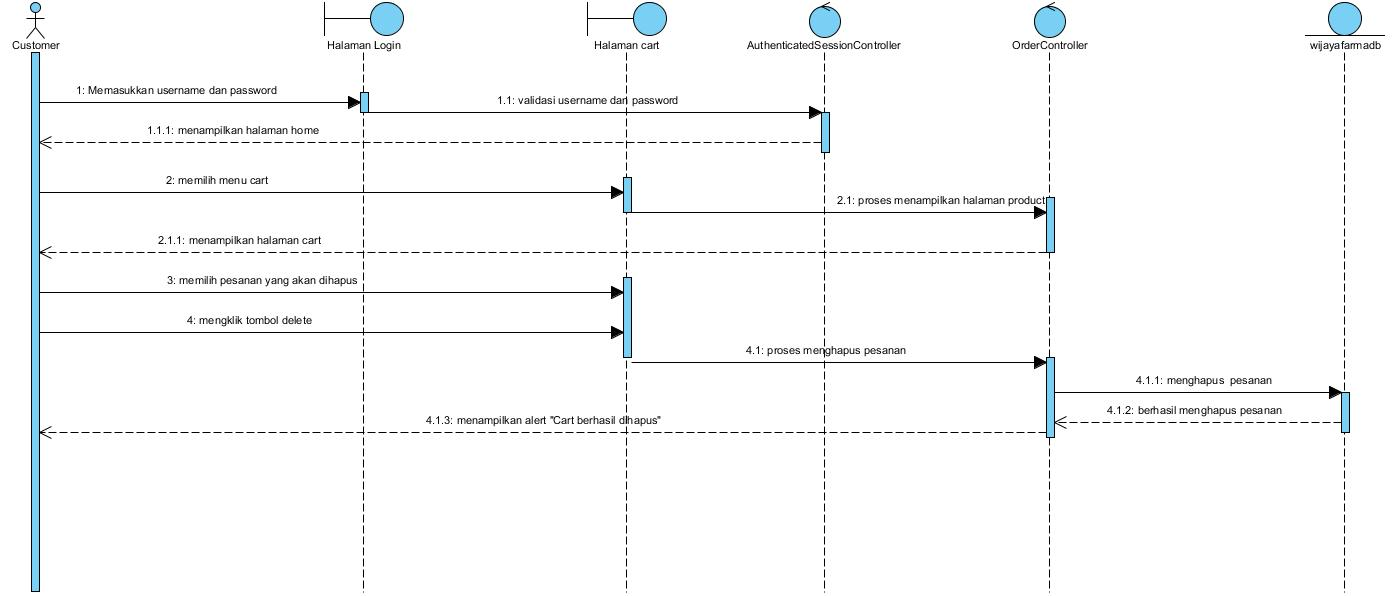 Customer
Halaman Login
Halaman cart
AuthenticatedSessionController
OrderController
wijayafarmadb
1: Memasukkan username dan password
1.1: validasi username dan password
1.1.1: menampilkan halaman home
2: memilih menu cart
2.1: proses menampilkan halaman product
2.1.1: menampilkan halaman cart
3: memilih pesanan yang akan dihapus
4: mengklik tombol delete
4.1: proses menghapus pesanan
4.1.1: menghapus  pesanan
4.1.2: berhasil menghapus pesanan
4.1.3: menampilkan alert "Cart berhasil dihapus"